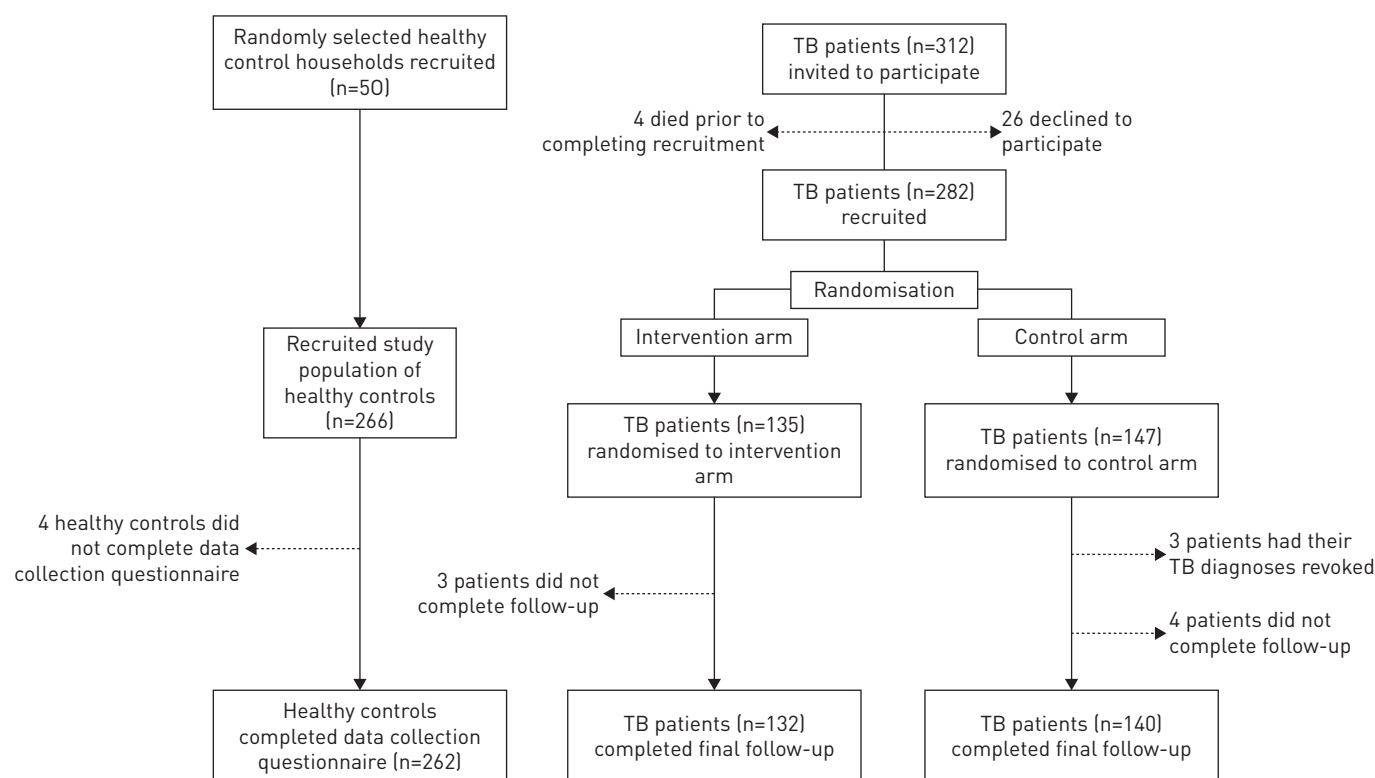 Randomly selected healthy
control households recruited
(n=50)
TB patients (n=312)
invited to participate
4 died prior to
completing recruitment
26 declined to
participate
TB patients (n=282)
recruited
Randomisation
Intervention arm
Control arm
Recruited study
population of
healthy controls
(n=266)
TB patients (n=135)
randomised to intervention
arm
TB patients (n=147)
randomised to control arm
4 healthy controls did
not complete data
collection questionnaire
3 patients did not
complete follow-up
3 patients had their
TB diagnoses revoked
4 patients did not
complete follow-up
Healthy controls
completed data collection
questionnaire (n=262)
TB patients (n=132)
completed final follow-up
TB patients (n=140)
completed final follow-up